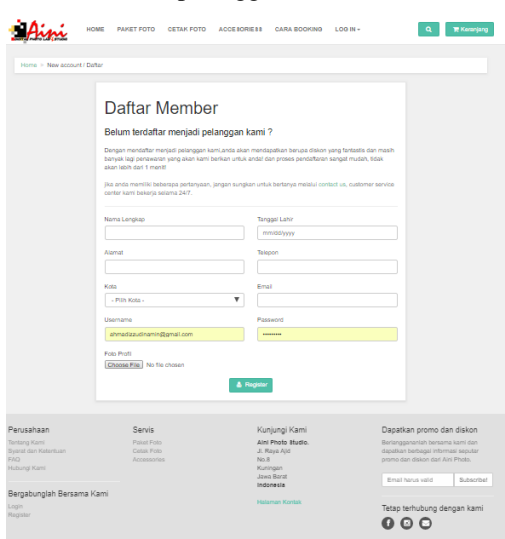 Aini
DIGITAL PHOTO LAB & STUDIO
HOME PAKET FOTO CETAK FOTO ACCESSORIESS CARA BOOKING LOG IN
Keranjang
Home > New account / Daftar
Daftar Member
Belum terdaftar menjadi pelanggan kami ?
Dengan mendaftar menjadi pelanggan kami,anda akan mendapatkan berupa diskon yang fantastis dan masih
banyak lagi penawaran yang akan kami berikan untuk anda! dan proses pendaftaran sangat mudah, tidak
akan lebih dari 1 menit!
jika anda memiliki beberapa pertanyaan, jangan sungkan untuk bertanya melalui contact us, customer service
center kami bekerja selama 24/7.
Nama Lengkap Tanggal Lahir
mm/dd/yyyy
Alamat Telepon
Kota Email
- Pilih Kota -
Username Password
ahmadiazudinamin@gmail.com ••••••••
Foto Profil
Choose File No file chosen
Register
Perusahaan Servis Kunjungi Kami Dapatkan promo dan diskon
Tentang Kami Paket Foto Aini Photo Studio. Berlanggananlah bersama kami dan
Syarat dan Ketentuan Cetak Foto Jl. Raya Ajid dapatkan berbagai informasi seputar
FAQ Accessories No.8 promo dan diskon dari Aini Photo.
Hubungi Kami Kuningan
Jawa Barat
Indonesia
Email harus valid Subscribe!
Bergabunglah Bersama Kami
Login Halaman Kontak
Register
Tetap terhubung dengan kami